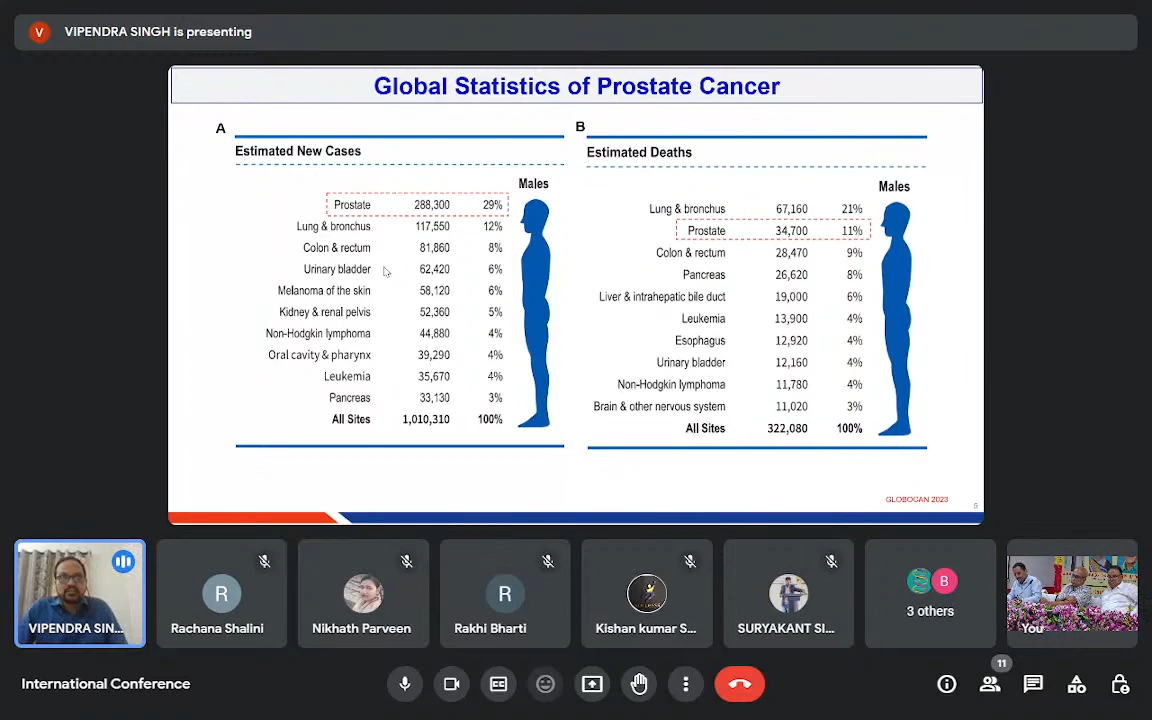 V
VIPENDRA SINGH is presenting
Global Statistics of Prostate Cancer
A
Estimated New Cases
Males
Prostate 288,300 29%
Lung & bronchus 117,550 12%
Colon & rectum 81,860 8%
Urinary bladder 62,420 6%
Melanoma of the skin 58,120 6%
Kidney & renal pelvis 52,360 5%
Non-Hodgkin lymphoma 44,880 4%
Oral cavity & pharynx 39,290 4%
Leukemia 35,670 4%
Pancreas 33,130 3%
All Sites 1,010,310 100%
B
Estimated Deaths
Males
Lung & bronchus 67,160 21%
Prostate 34,700 11%
Colon & rectum 28,470 9%
Pancreas 26,620 8%
Liver & intrahepatic bile duct 19,000 6%
Leukemia 13,900 4%
Esophagus 12,920 4%
Urinary bladder 12,160 4%
Non-Hodgkin lymphoma 11,780 4%
Brain & other nervous system 11,020 3%
All Sites 322,080 100%
GLOBOCAN 2023
VIPENDRA SIN...
R
Rachana Shalini
Nikhath Parveen
R
Rakhi Bharti
Kishan kumar S...
SURYAKANT SI...
B
3 others
You
International Conference
CC
11